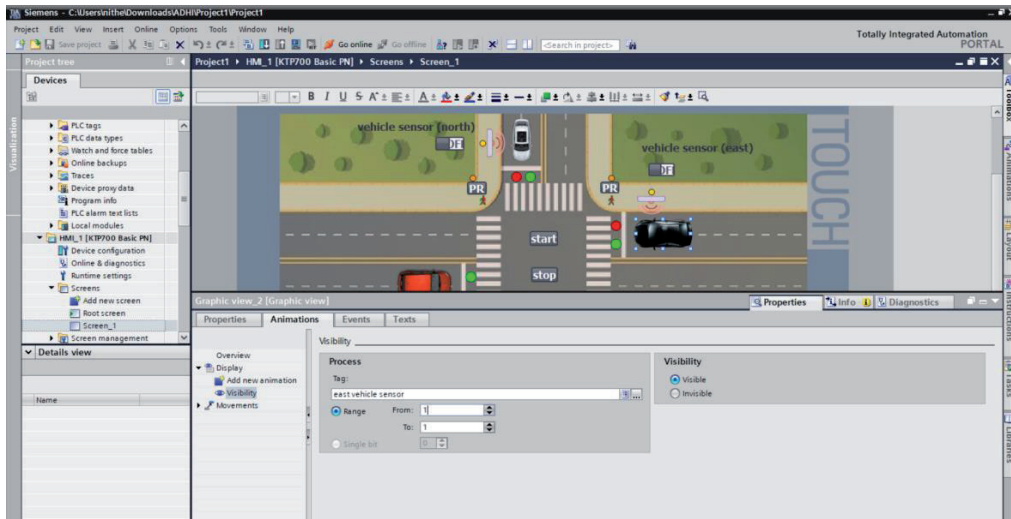 Siemens - C:\Users\nithe\Downloads\ADHI\Project1\Project1
Project Edit View Insert Online Options Tools Window Help
Totally Integrated Automation
PORTAL
Save project Go online Go offline <Search in project>
Project tree
Project1 HMI_1 [KTP700 Basic PN] Screens Screen_1
Devices
B I U S A
Visualization
PLC tags
PLC data types
Watch and force tables
Online backups
Traces
Device proxy data
Program info
PLC alarm text lists
Local modules
HMI_1 [KTP700 Basic PN]
Device configuration
Online & diagnostics
Runtime settings
Screens
Add new screen
Root screen
Screen_1
Screen management
Details view
Name
vehicle sensor (north)
vehicle sensor (east)
PR
PR
start
stop
TOUCH
Graphic view_2 [Graphic view]
Properties Info Diagnostics
Properties Animations Events Texts
Visibility
Overview
Display
Add new animation
Visibility
Movements
Process
Tag:
east vehicle sensor
Range From: 1
To: 1
Single bit 0
Visibility
Visible
Invisible
Toolbox
Animations
Layout
Instructions
Tasks
Libraries